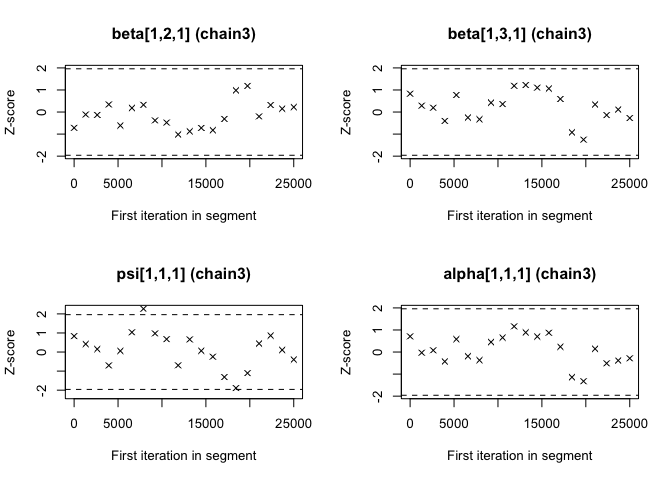 beta[1,2,1] (chain3)
Z-score
2
0
-2
0 5000 15000 25000
First iteration in segment
beta[1,3,1] (chain3)
Z-score
2
0
-2
0 5000 15000 25000
First iteration in segment
psi[1,1,1] (chain3)
Z-score
2
1
0
-2
0 5000 15000 25000
First iteration in segment
alpha[1,1,1] (chain3)
Z-score
2
1
0
-2
0 5000 15000 25000
First iteration in segment